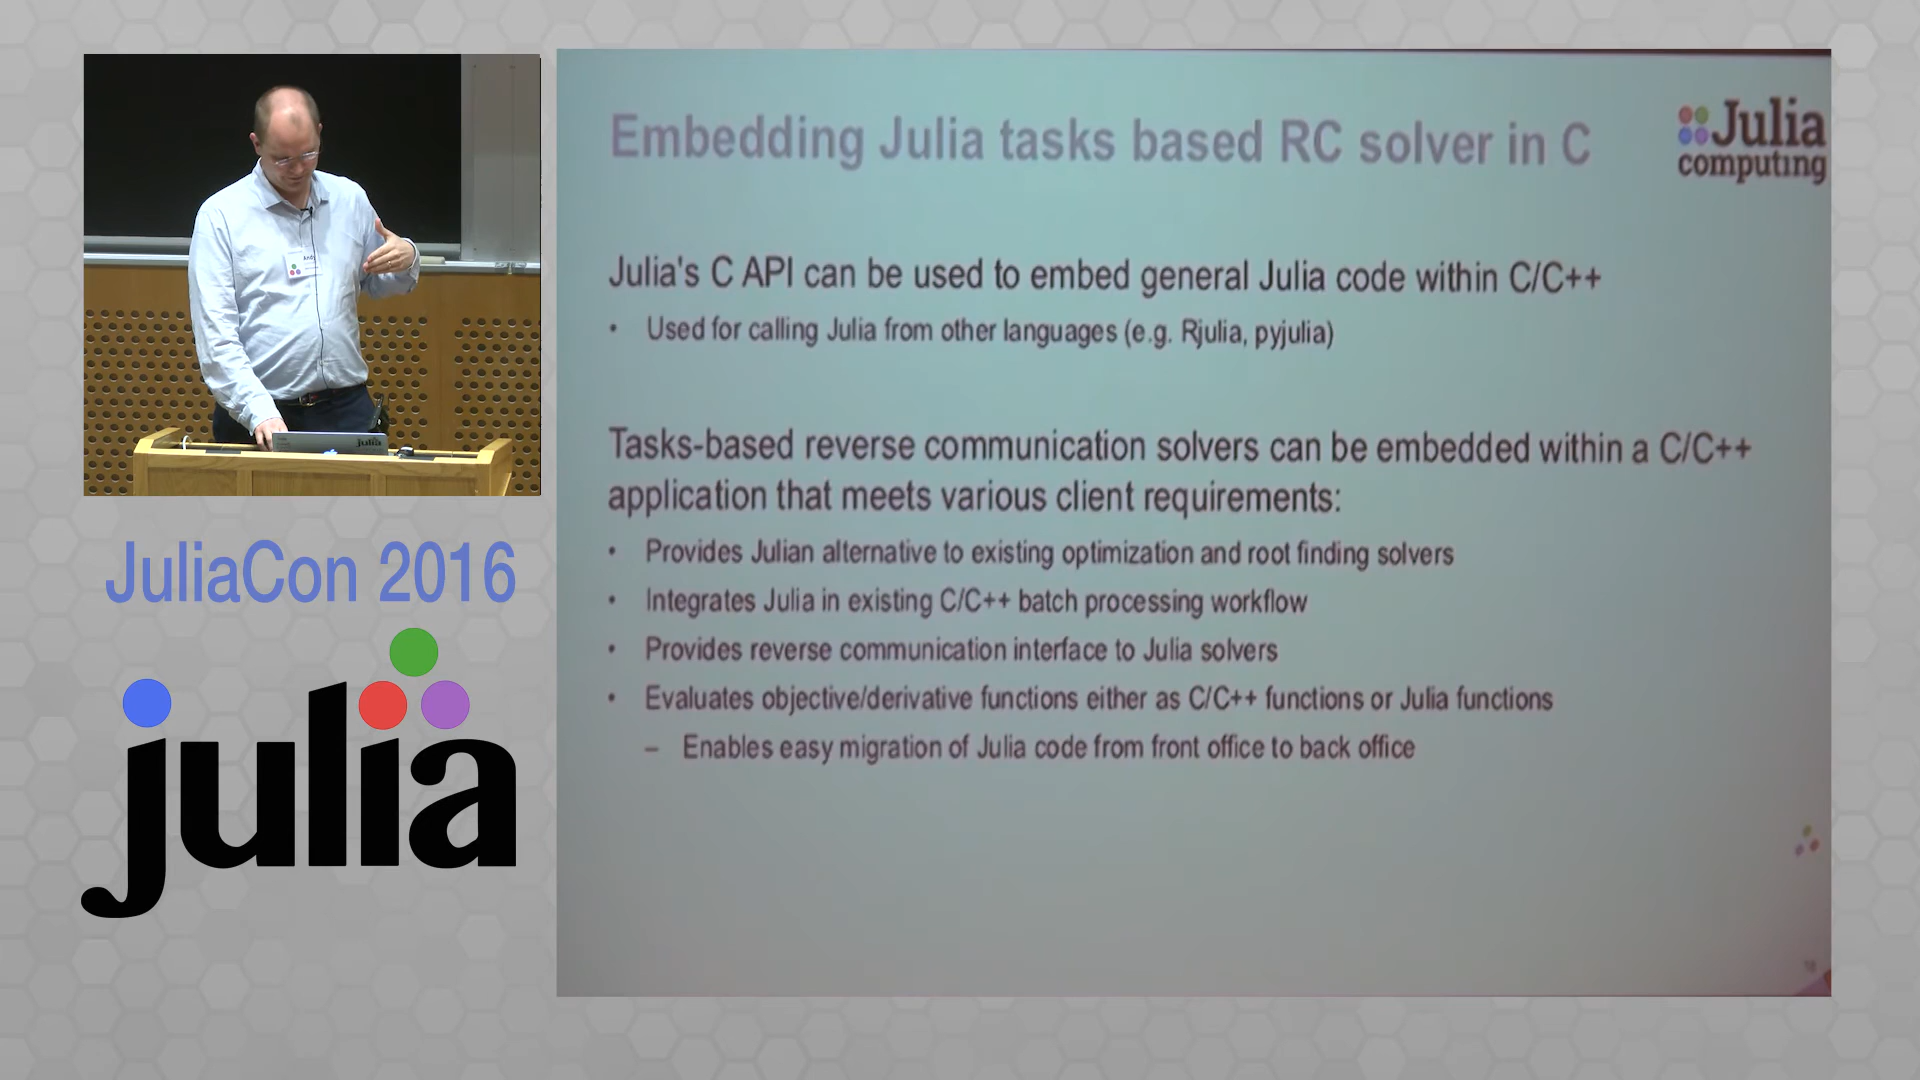 Embedding Julia tasks based RC solver in C
Julia
computing
Julia's C API can be used to embed general Julia code within C/C++
• Used for calling Julia from other languages (e.g. Rjulia, pyjulia)
Tasks-based reverse communication solvers can be embedded within a C/C++
application that meets various client requirements:
• Provides Julian alternative to existing optimization and root finding solvers
• Integrates Julia in existing C/C++ batch processing workflow
• Provides reverse communication interface to Julia solvers
• Evaluates objective/derivative functions either as C/C++ functions or Julia functions
– Enables easy migration of Julia code from front office to back office
julia
JuliaCon 2016
julia